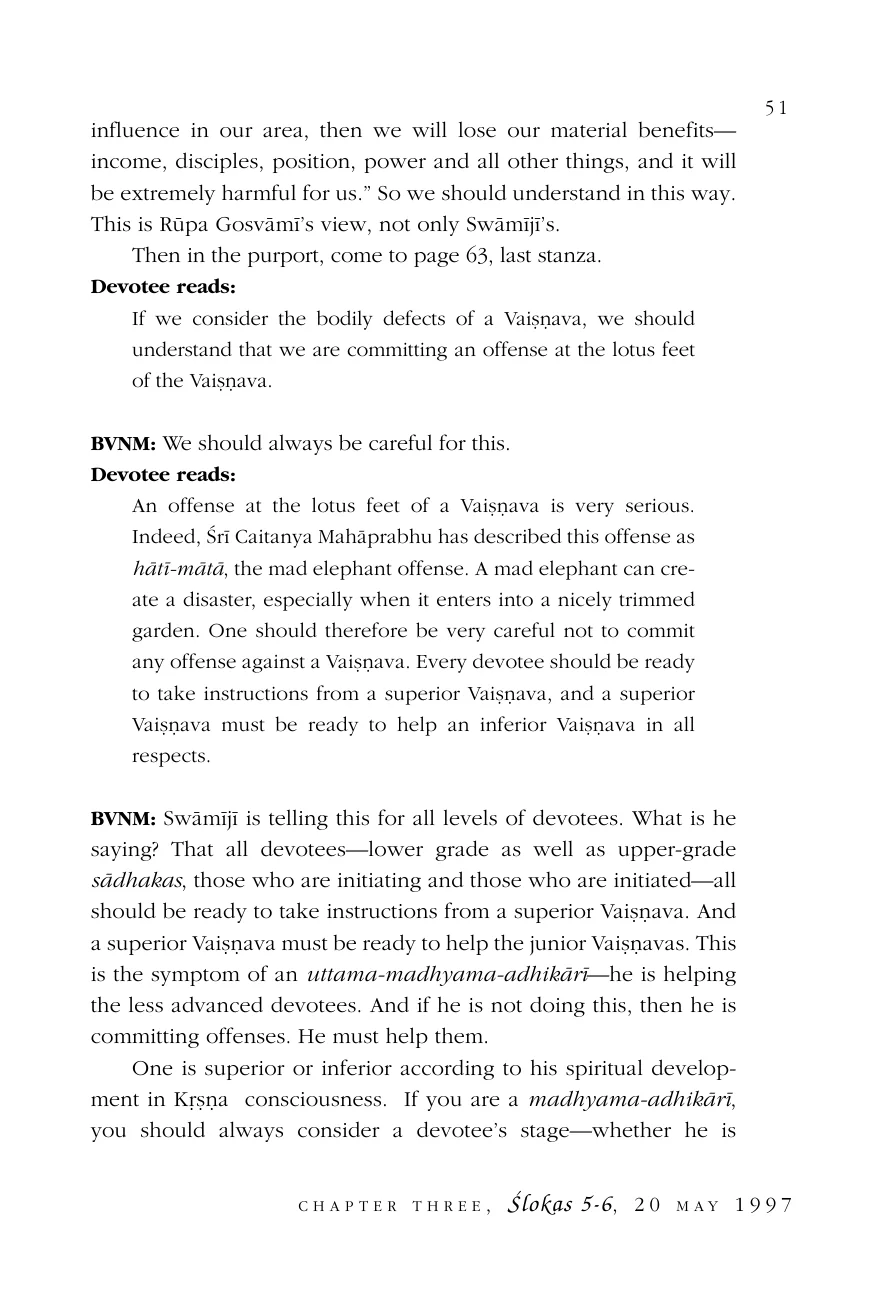 51
influence in our area, then we will lose our material benefits—
income, disciples, position, power and all other things, and it will
be extremely harmful for us.” So we should understand in this way.
This is Rūpa Gosvāmī’s view, not only Swāmījī’s.
Then in the purport, come to page 63, last stanza.
Devotee reads:
If we consider the bodily defects of a Vaiṣṇava, we should
understand that we are committing an offense at the lotus feet
of the Vaiṣṇava.
BVNM: We should always be careful for this.
Devotee reads:
An offense at the lotus feet of a Vaiṣṇava is very serious.
Indeed, Śrī Caitanya Mahāprabhu has described this offense as
hātī-mātā, the mad elephant offense. A mad elephant can cre-
ate a disaster, especially when it enters into a nicely trimmed
garden. One should therefore be very careful not to commit
any offense against a Vaiṣṇava. Every devotee should be ready
to take instructions from a superior Vaiṣṇava, and a superior
Vaiṣṇava must be ready to help an inferior Vaiṣṇava in all
respects.
BVNM: Swāmījī is telling this for all levels of devotees. What is he
saying? That all devotees—lower grade as well as upper-grade
sādhakas, those who are initiating and those who are initiated—all
should be ready to take instructions from a superior Vaiṣṇava. And
a superior Vaiṣṇava must be ready to help the junior Vaiṣṇavas. This
is the symptom of an uttama-madhyama-adhikārī—he is helping
the less advanced devotees. And if he is not doing this, then he is
committing offenses. He must help them.
One is superior or inferior according to his spiritual develop-
ment in Kṛṣṇa consciousness. If you are a madhyama-adhikārī,
you should always consider a devotee’s stage—whether he is
CHAPTER THREE, Ślokas 5-6, 20 MAY 1997